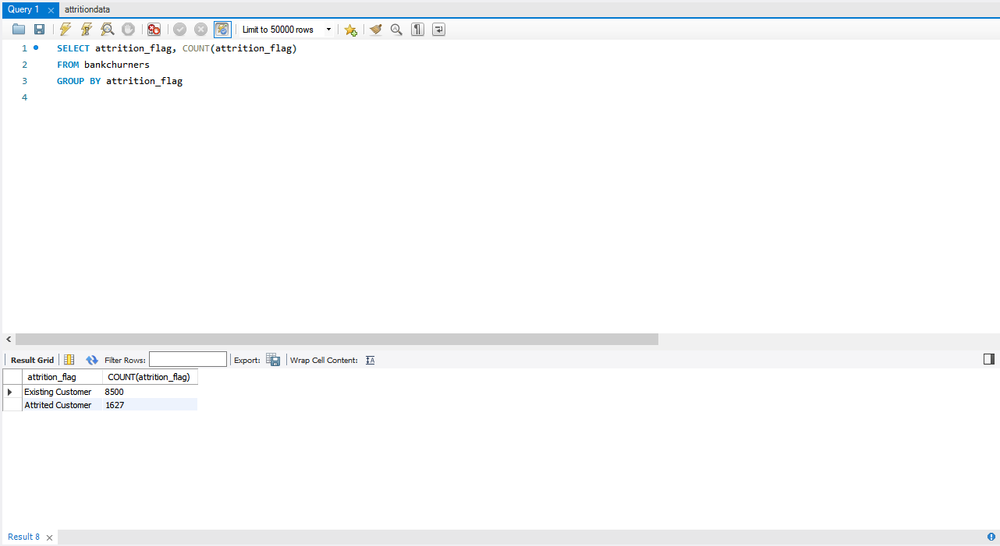 Query 1 attritiondata
Limit to 50000 rows
1 SELECT attrition_flag, COUNT(attrition_flag)
2 FROM bankchurners
3 GROUP BY attrition_flag
4
Result Grid Filter Rows: Export: Wrap Cell Content:
attrition_flag COUNT(attrition_flag)
Existing Customer 8500
Attrited Customer 1627
Result 8